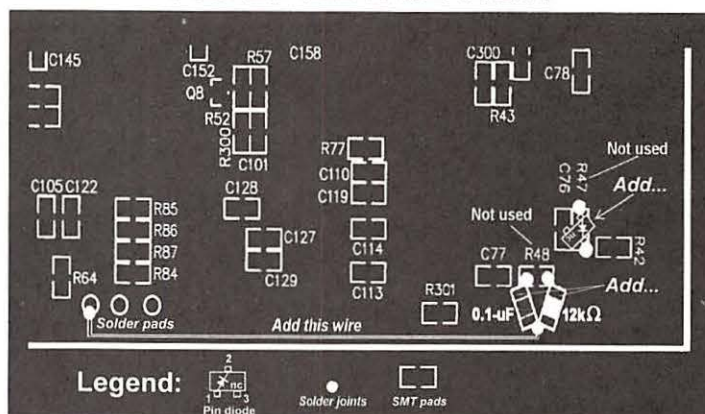 C145
C152
R57
C158
C300
C78
Q8
R52
R300
C101
R43
R77
C110
C119
Not used
R47
C76
Add...
C105
C122
R85
R86
R87
R84
C128
C127
C129
C114
C113
Not used
R42
R64
C77
R48
Add...
R301
0.1-uF
12kΩ
Solder pads
Add this wire
Legend:
2
nc
1
3
Pin diode
Solder joints
SMT pads